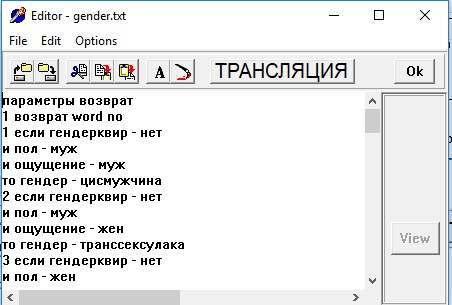 Editor - gender.txt
File Edit Options
A ТРАНСЛЯЦИЯ Ok
параметры возврат
1 возврат word no
1 если гендерквир - нет
и пол - муж
и ощущение - муж
то гендер - цисмужчина
2 если гендерквир - нет
и пол - муж
и ощущение - жен
то гендер - транссексулака
3 если гендерквир - нет
и пол - жен
View